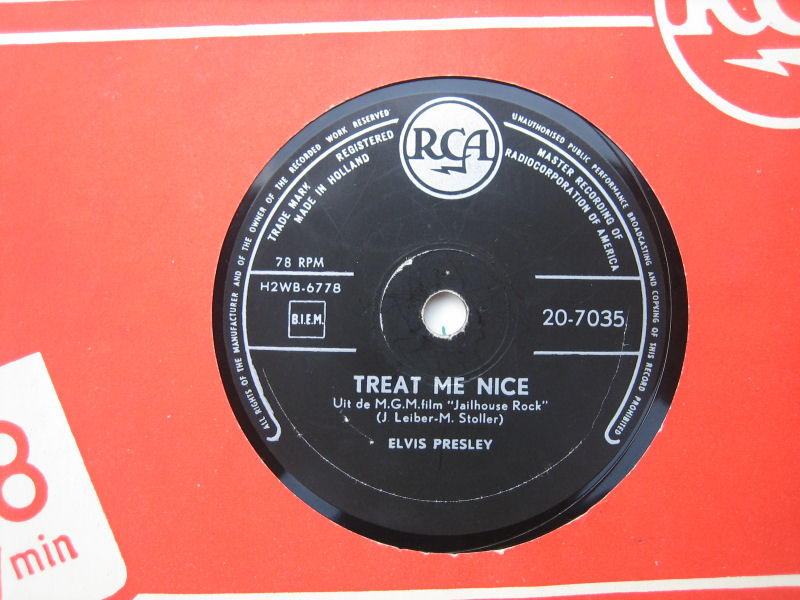 RCA
RCA
ALL RIGHTS OF THE MANUFACTURER AND OF THE OWNER OF THE RECORDED WORK RESERVED
UNAUTHORISED PUBLIC PERFORMANCE BROADCASTING AND COPYING OF THIS RECORD PROHIBITED
TRADE MARK REGISTERED
MADE IN HOLLAND
MASTER RECORDING OF
RADIOCORPORATION OF AMERICA
78 RPM
H2WB-6778
B.I.E.M.
20-7035
TREAT ME NICE
Uit de M.G.M.film "Jailhouse Rock"
(J. Leiber-M. Stoller)
ELVIS PRESLEY
8
/min